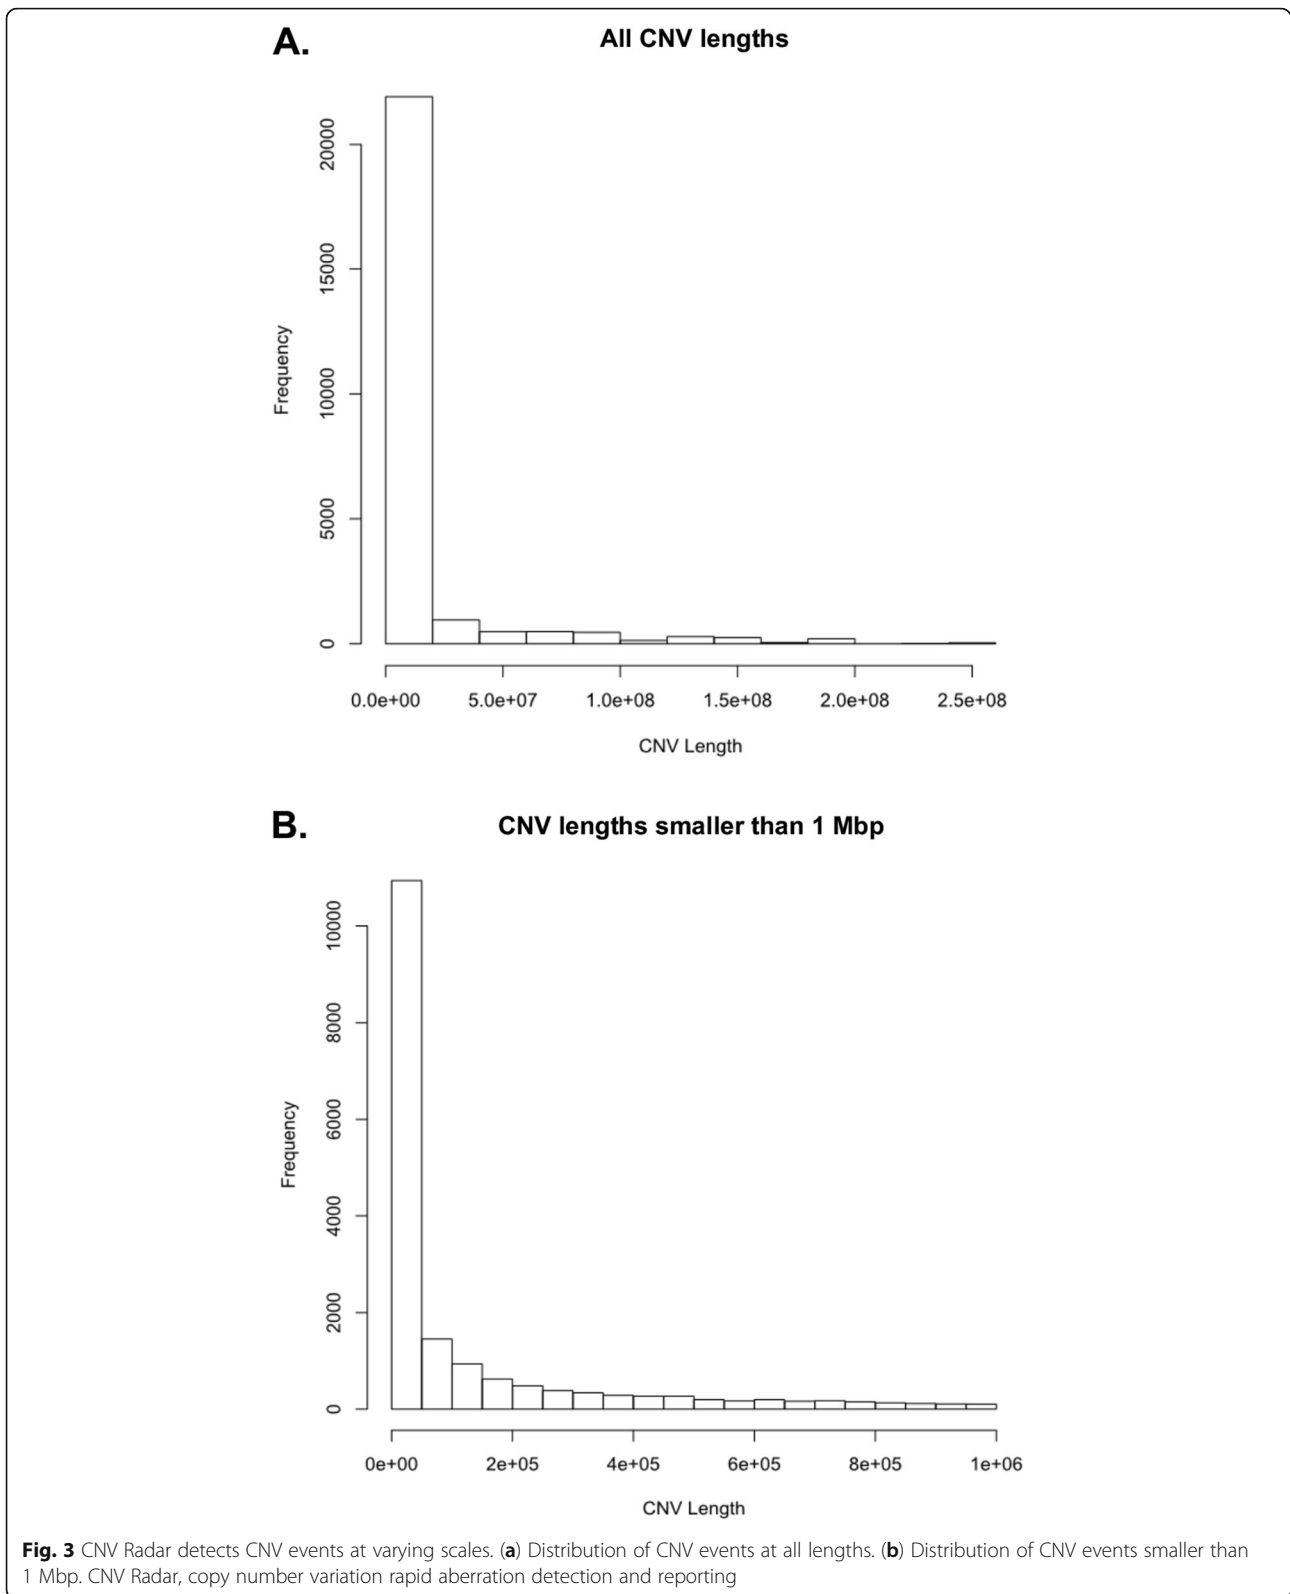 A.
All CNV lengths
20000
15000
10000
5000
0
Frequency
0.0e+00 5.0e+07 1.0e+08 1.5e+08 2.0e+08 2.5e+08
CNV Length
B.
CNV lengths smaller than 1 Mbp
10000
8000
6000
4000
2000
0
Frequency
0e+00 2e+05 4e+05 6e+05 8e+05 1e+06
CNV Length
Fig. 3 CNV Radar detects CNV events at varying scales. (a) Distribution of CNV events at all lengths. (b) Distribution of CNV events smaller than
1 Mbp. CNV Radar, copy number variation rapid aberration detection and reporting